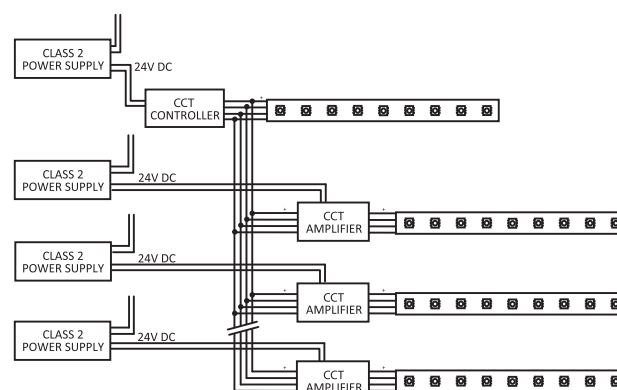 CLASS 2
POWER SUPPLY
24V DC
CCT
CONTROLLER
+
CLASS 2
POWER SUPPLY
24V DC
+
CCT
AMPLIFIER
+
CLASS 2
POWER SUPPLY
24V DC
+
CCT
AMPLIFIER
+
CLASS 2
POWER SUPPLY
24V DC
+
CCT
AMPLIFIER
+